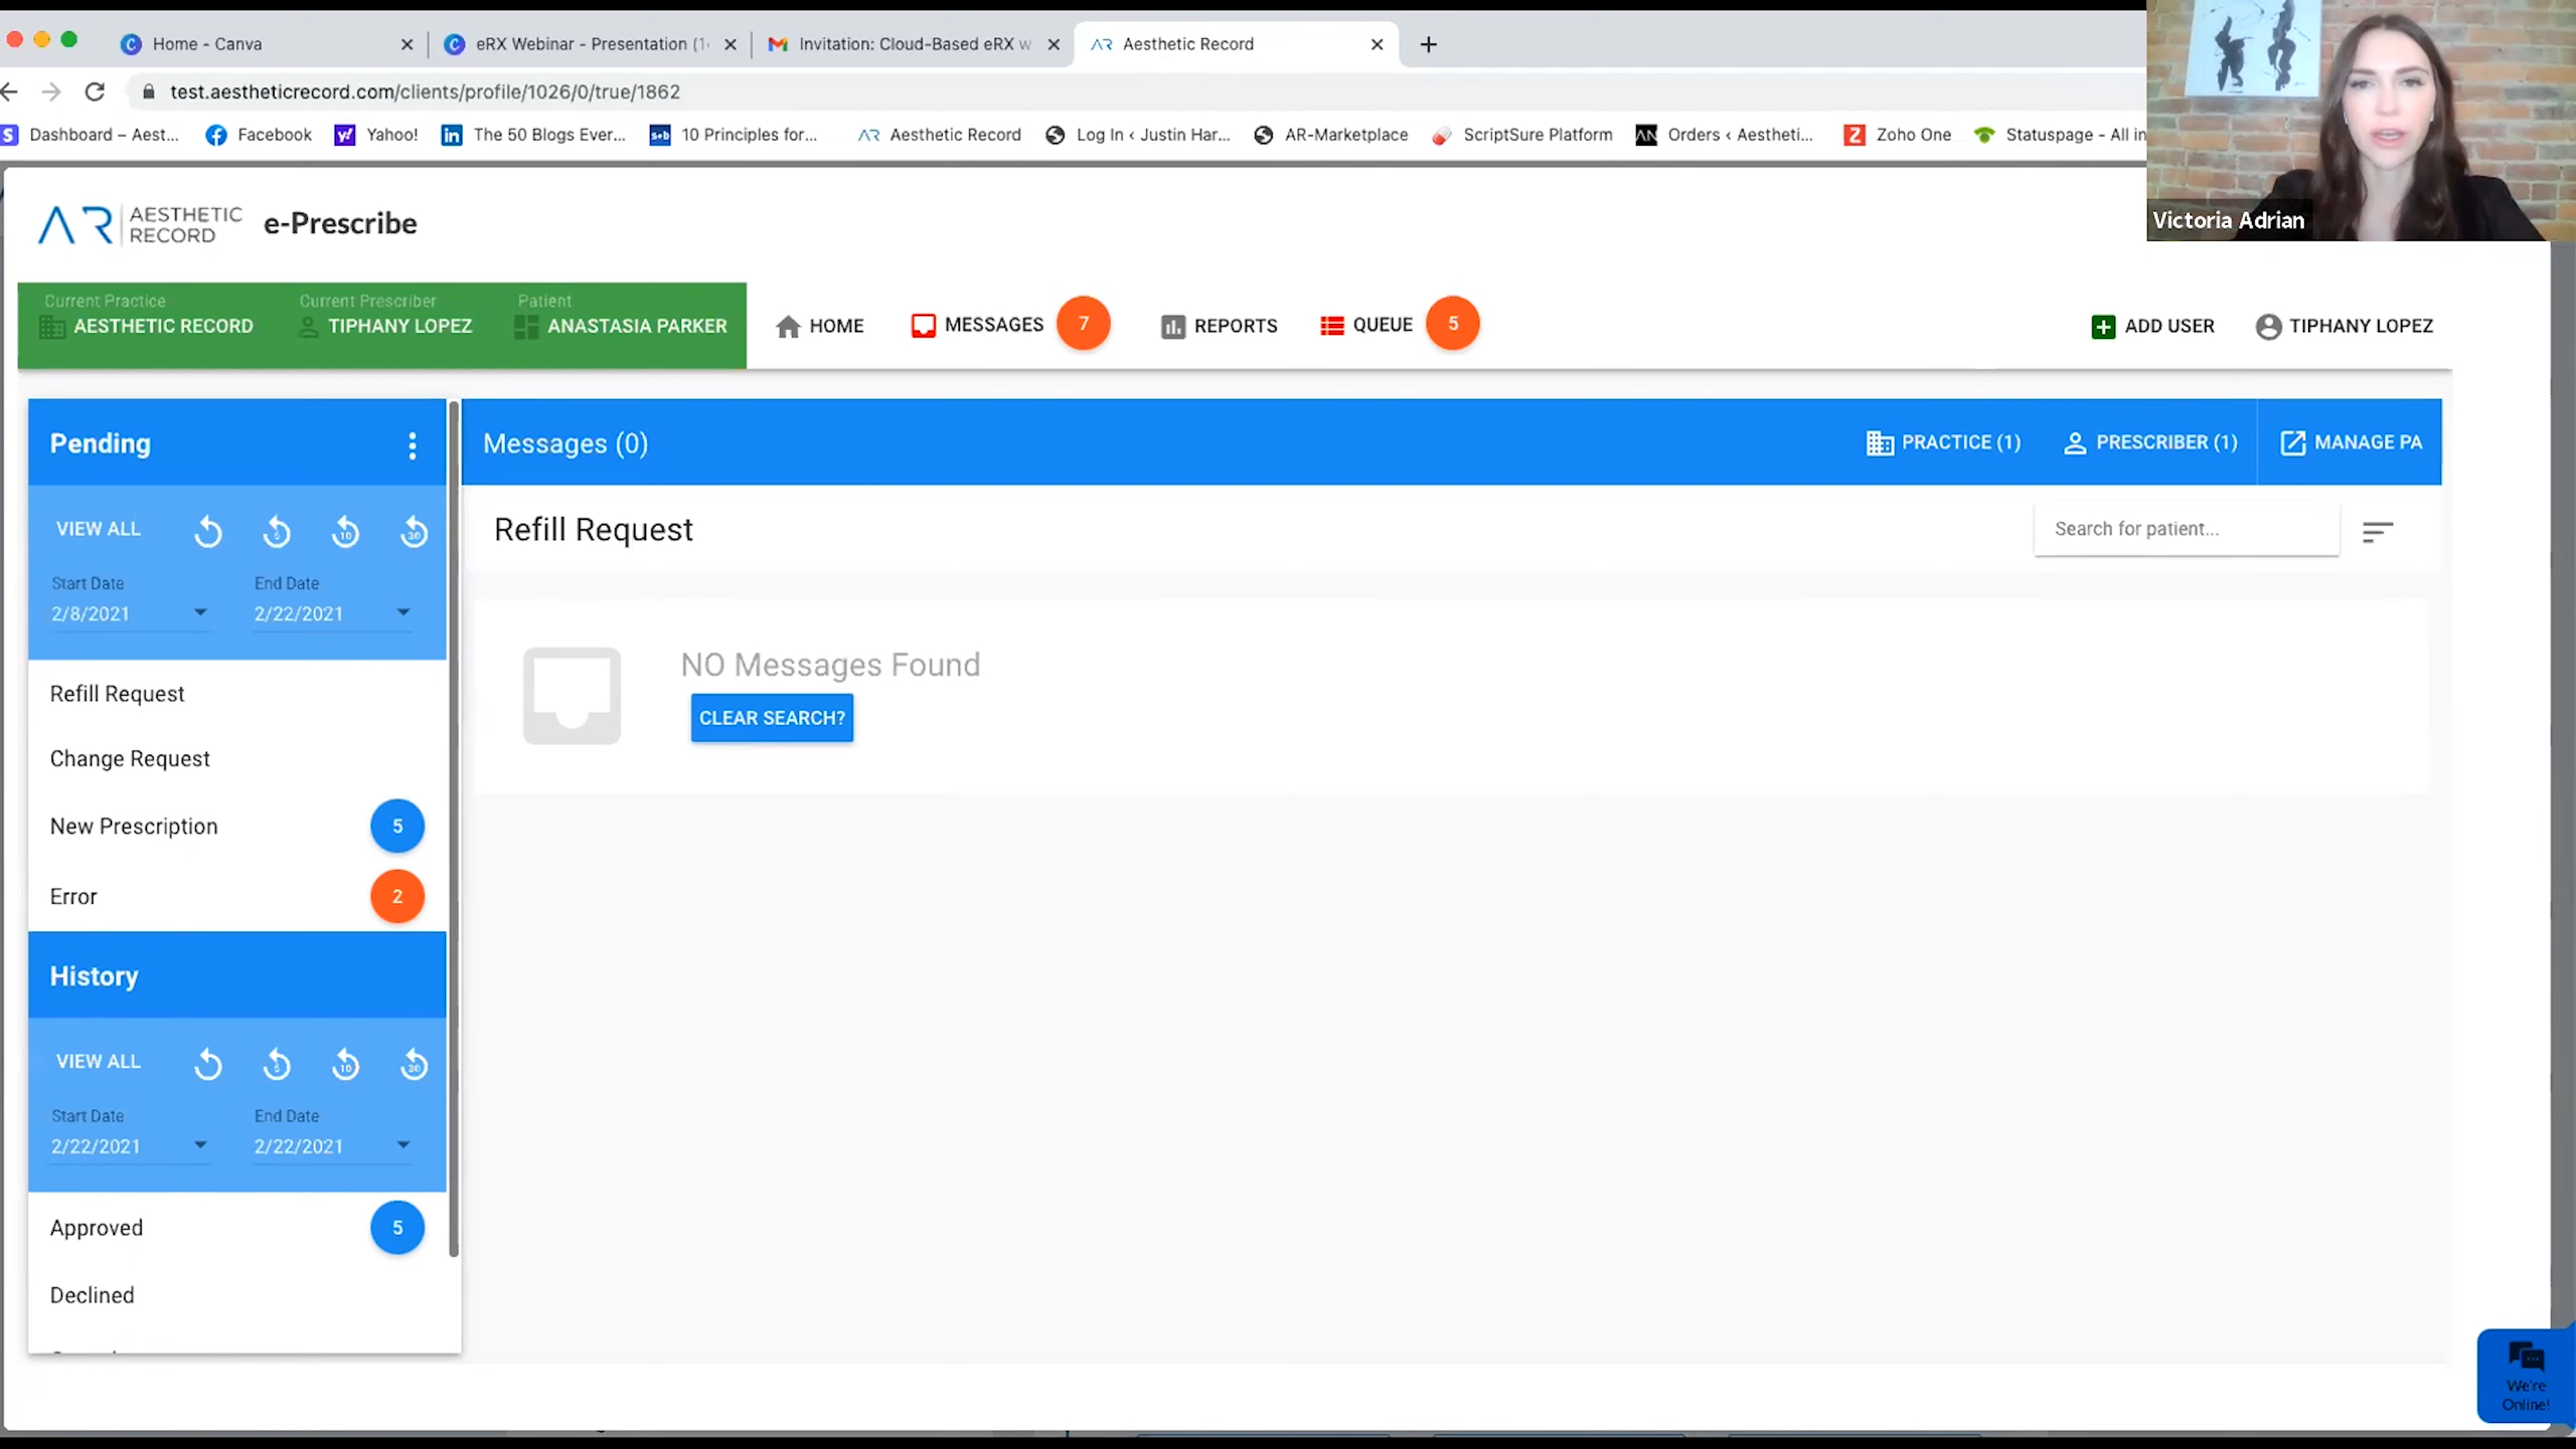 Home - Canva
eRX Webinar - Presentation (1
Invitation: Cloud-Based eRX w
Aesthetic Record
test.aestheticrecord.com/clients/profile/1026/0/true/1862
Dashboard – Aest...
Facebook
Yahoo!
The 50 Blogs Ever...
10 Principles for...
Aesthetic Record
Log In ‹ Justin Har...
AR-Marketplace
ScriptSure Platform
Orders ‹ Aestheti...
Zoho One
Statuspage - All in
Victoria Adrian
AR
AESTHETIC
RECORD
e-Prescribe
Current Practice
AESTHETIC RECORD
Current Prescriber
TIPHANY LOPEZ
Patient
ANASTASIA PARKER
HOME
MESSAGES 7
REPORTS
QUEUE 5
ADD USER
TIPHANY LOPEZ
Pending
VIEW ALL
5
10
30
Start Date
End Date
2/8/2021
2/22/2021
Refill Request
Change Request
New Prescription 5
Error 2
History
VIEW ALL
5
10
30
Start Date
End Date
2/22/2021
2/22/2021
Approved 5
Declined
Messages (0)
PRACTICE (1)
PRESCRIBER (1)
MANAGE PA
Refill Request
Search for patient...
NO Messages Found
CLEAR SEARCH?
We're
Online!